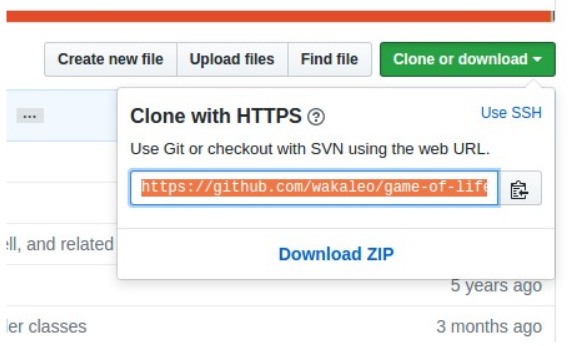 Create new file Upload files Find file Clone or download
...
Clone with HTTPS ? Use SSH
Use Git or checkout with SVN using the web URL.
https://github.com/wakaleo/game-of-life
Download ZIP
ell, and related
5 years ago
er classes 3 months ago